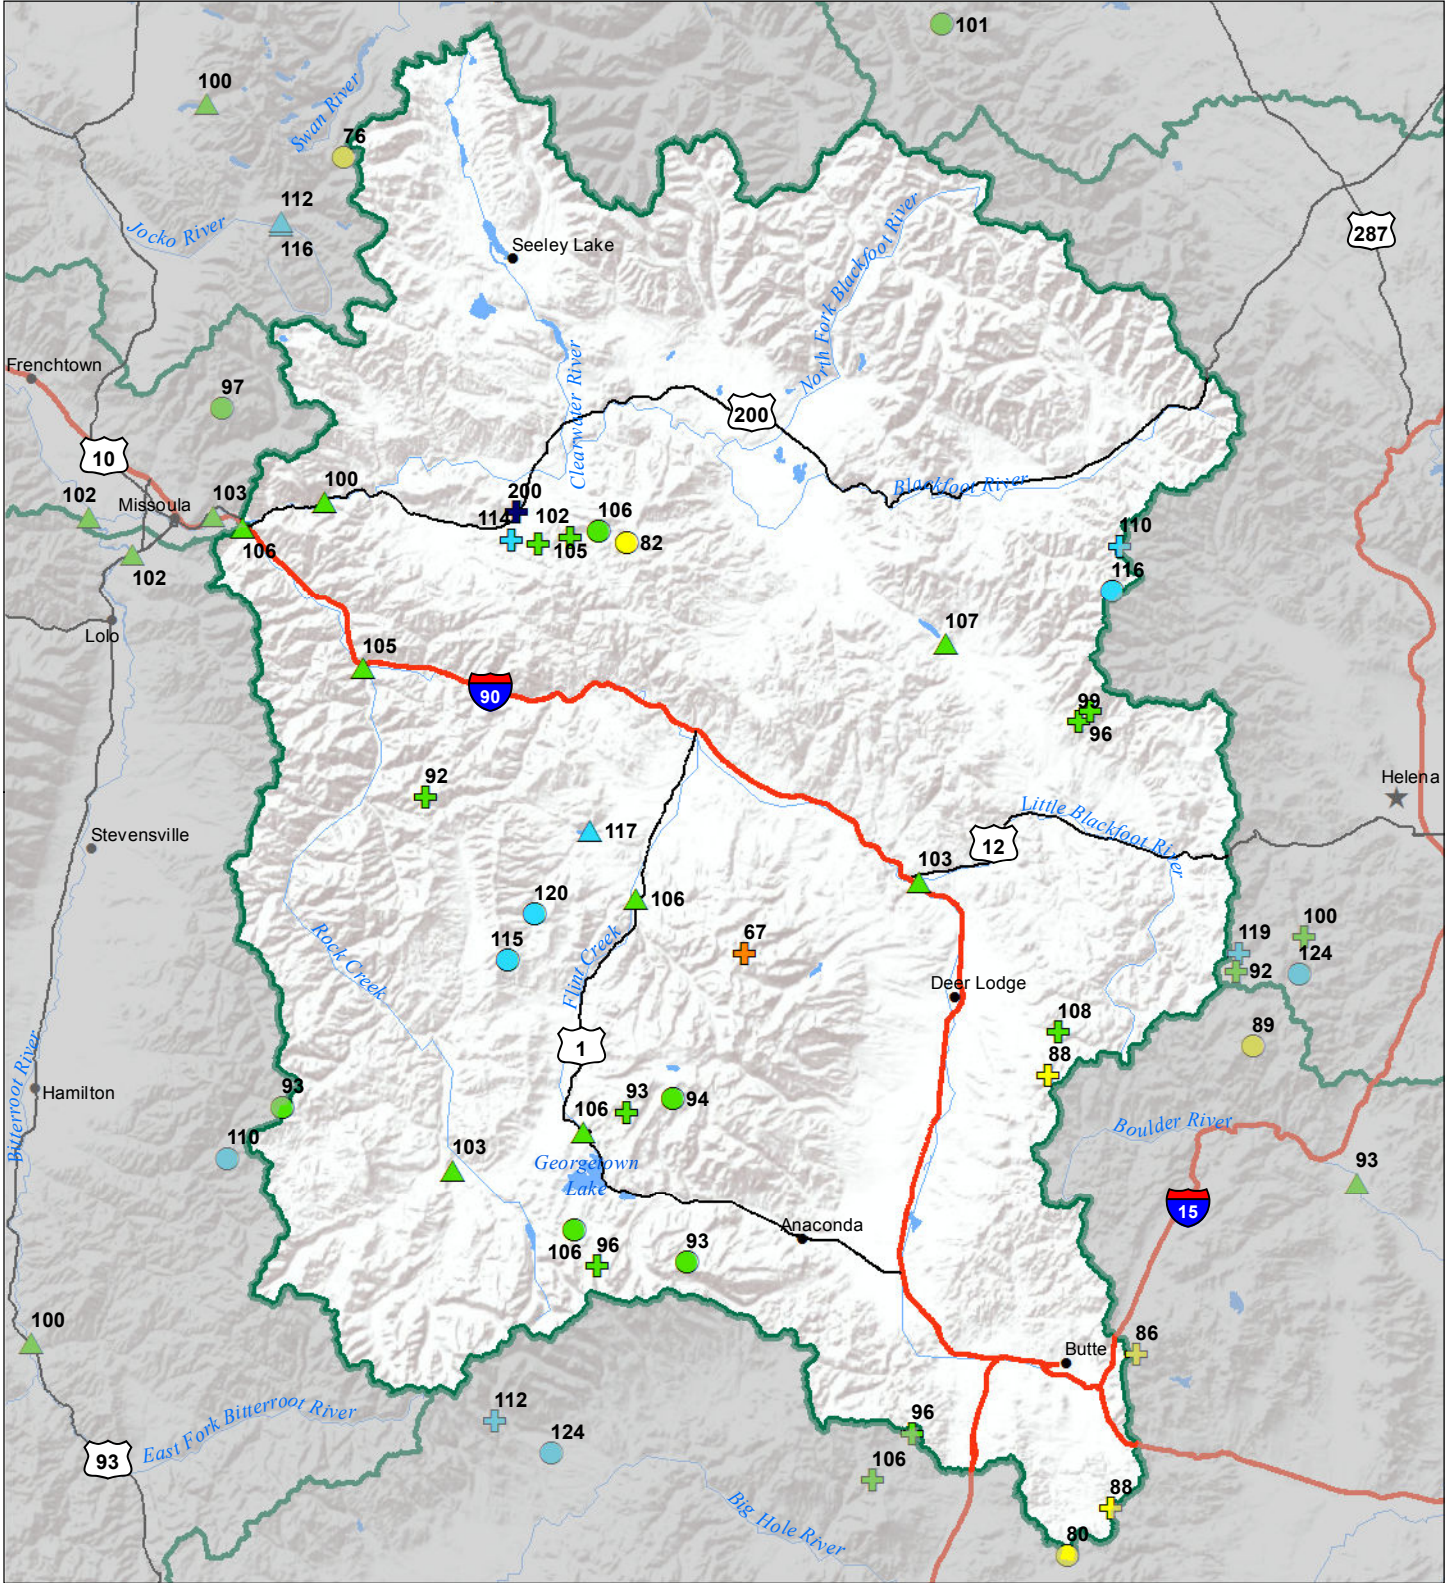 101
100
Swan River
76
112
Jocko River
116
Seeley Lake
North Fork Blackfoot River
287
Frenchtown
Clearwater River
97
200
10
100
Blackfoot River
102
Missoula
103
200
114
102
106
110
106
105
82
102
116
Lolo
107
105
90
99
96
92
Helena
Little Blackfoot River
117
Stevensville
12
103
120
106
Rock Creek
115
67
119
100
Flint Creek
92
124
Deer Lodge
108
89
1
88
Bitterroot River
Hamilton
93
93
94
106
Boulder River
110
103
Georgetown
Lake
93
15
Anaconda
106
96
93
100
86
Butte
112
East Fork Bitterroot River
96
124
93
106
88
Big Hole River
80